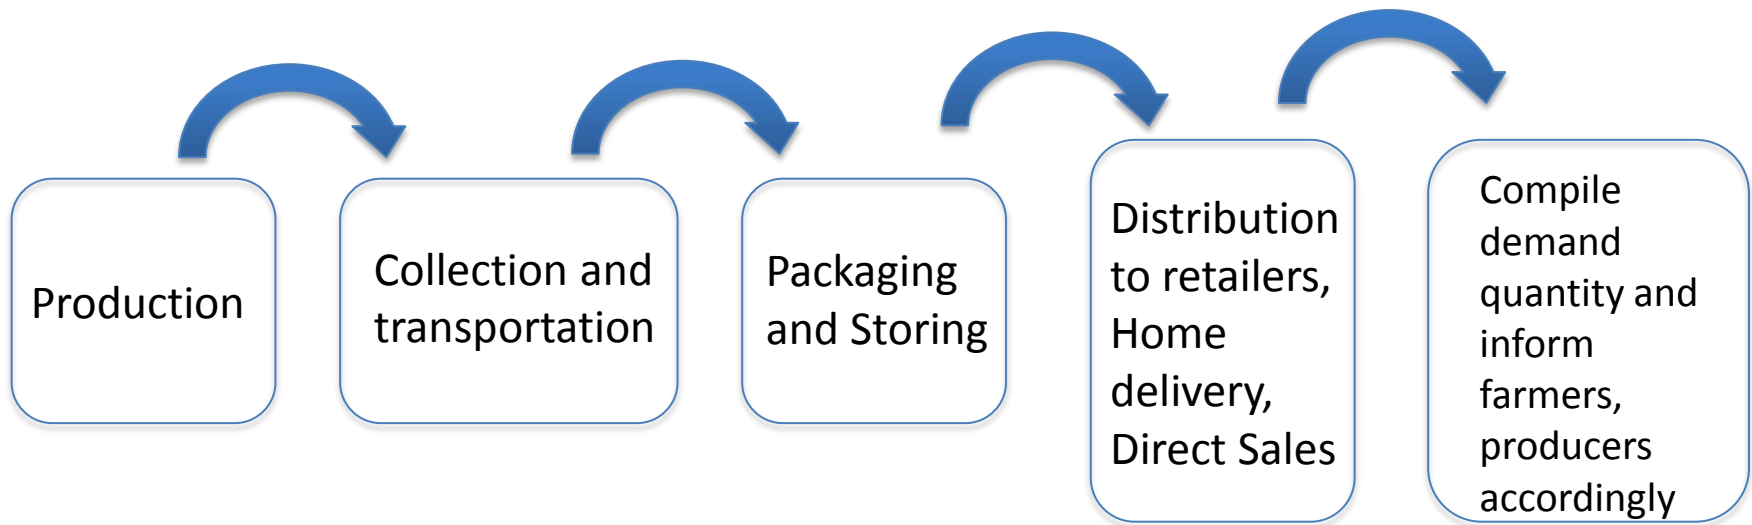 Production
Collection and
transportation
Packaging
and Storing
Distribution
to retailers,
Home
delivery,
Direct Sales
Compile
demand
quantity and
inform
farmers,
producers
accordingly